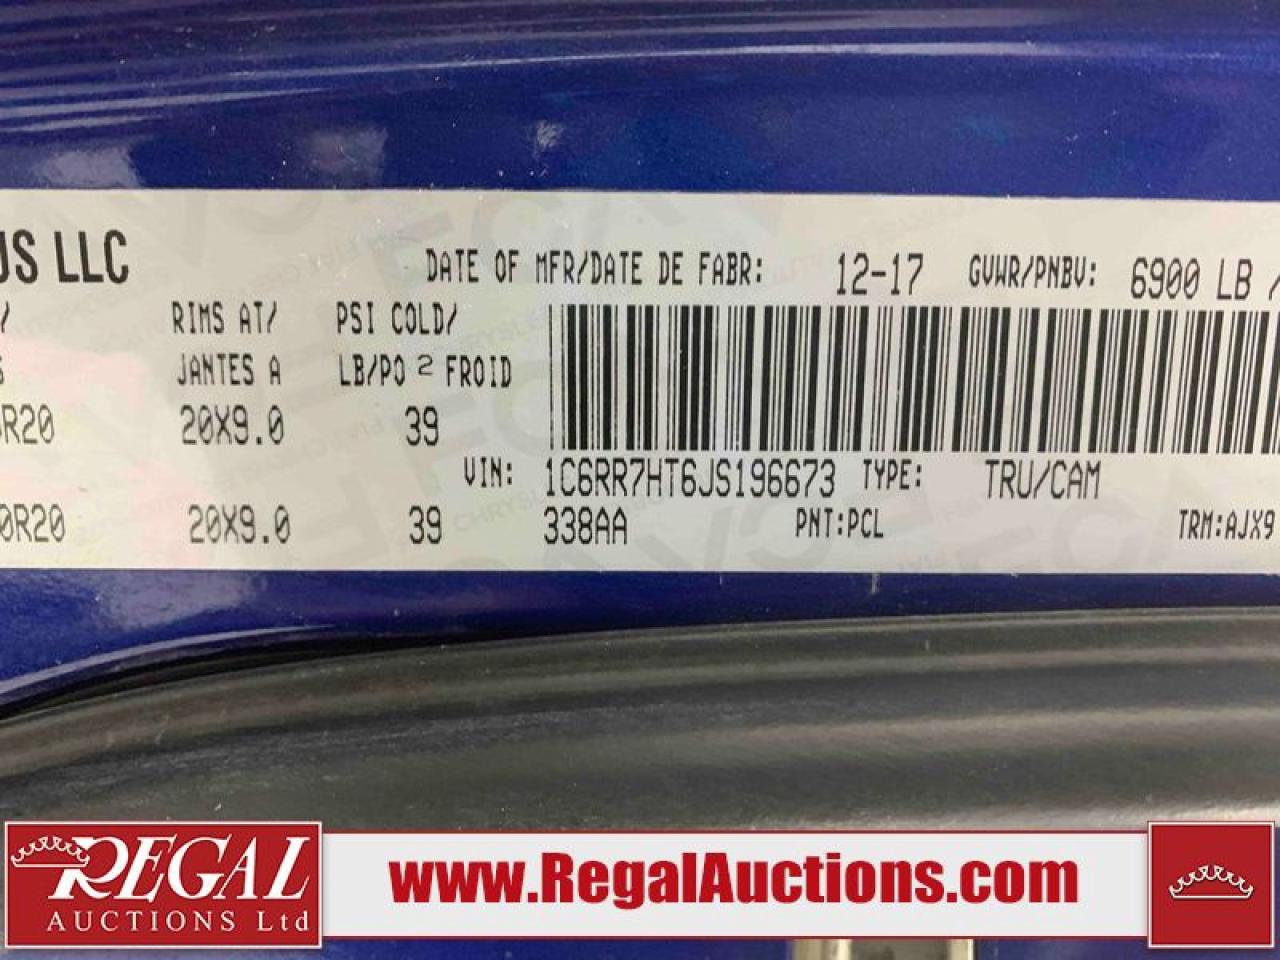 US LLC
DATE OF MFR/DATE DE FABR: 12-17 GVWR/PNBV: 6900 LB /
RIMS AT/ PSI COLD/
JANTES A LB/PO 2 FROID
R20 20X9.0 39
VIN: 1C6RR7HT6JS196673 TYPE: TRU/CAM
0R20 20X9.0 39 338AA PNT:PCL TRM:AJX9
REGAL
AUCTIONS Ltd
www.RegalAuctions.com